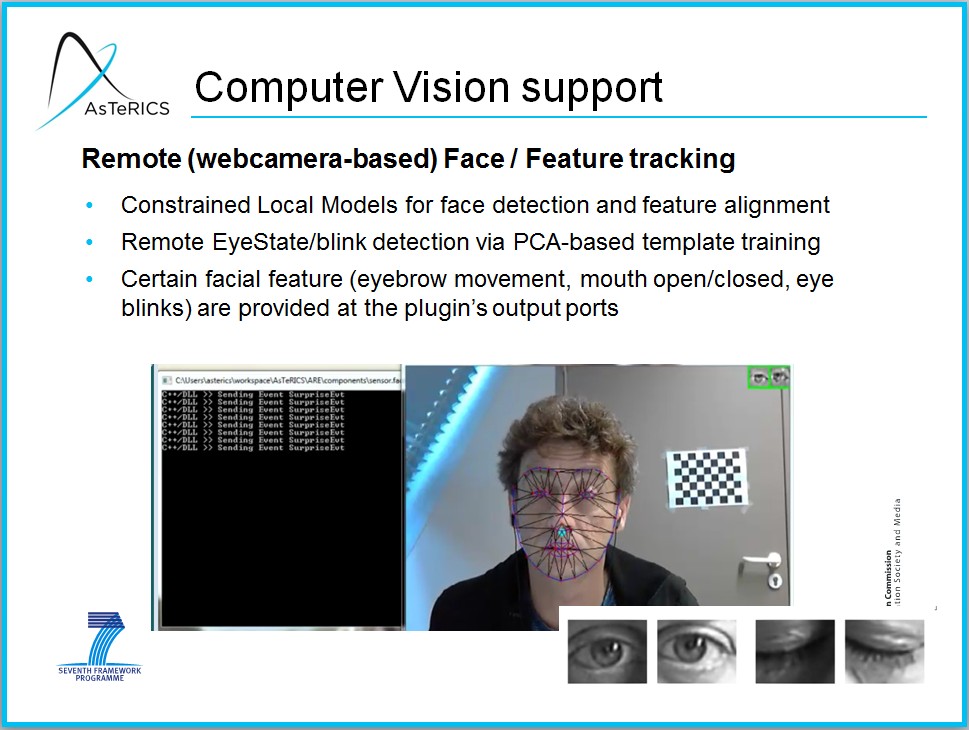 AsTeRICS
Computer Vision support
Remote (webcamera-based) Face / Feature tracking
• Constrained Local Models for face detection and feature alignment
• Remote EyeState/blink detection via PCA-based template training
• Certain facial feature (eyebrow movement, mouth open/closed, eye
blinks) are provided at the plugin's output ports
C:\Users\asterics\workspace\AsTeRICS\ARE\components\sensor.fa
C++/DLL >> Sending Event SurpriseEvt
C++/DLL >> Sending Event SurpriseEvt
C++/DLL >> Sending Event SurpriseEvt
C++/DLL >> Sending Event SurpriseEvt
C++/DLL >> Sending Event SurpriseEvt
C++/DLL >> Sending Event SurpriseEvt
C++/DLL >> Sending Event SurpriseEvt
C++/DLL >> Sending Event SurpriseEvt
n Commission
tion Society and Media
7
SEVENTH FRAMEWORK
PROGRAMME